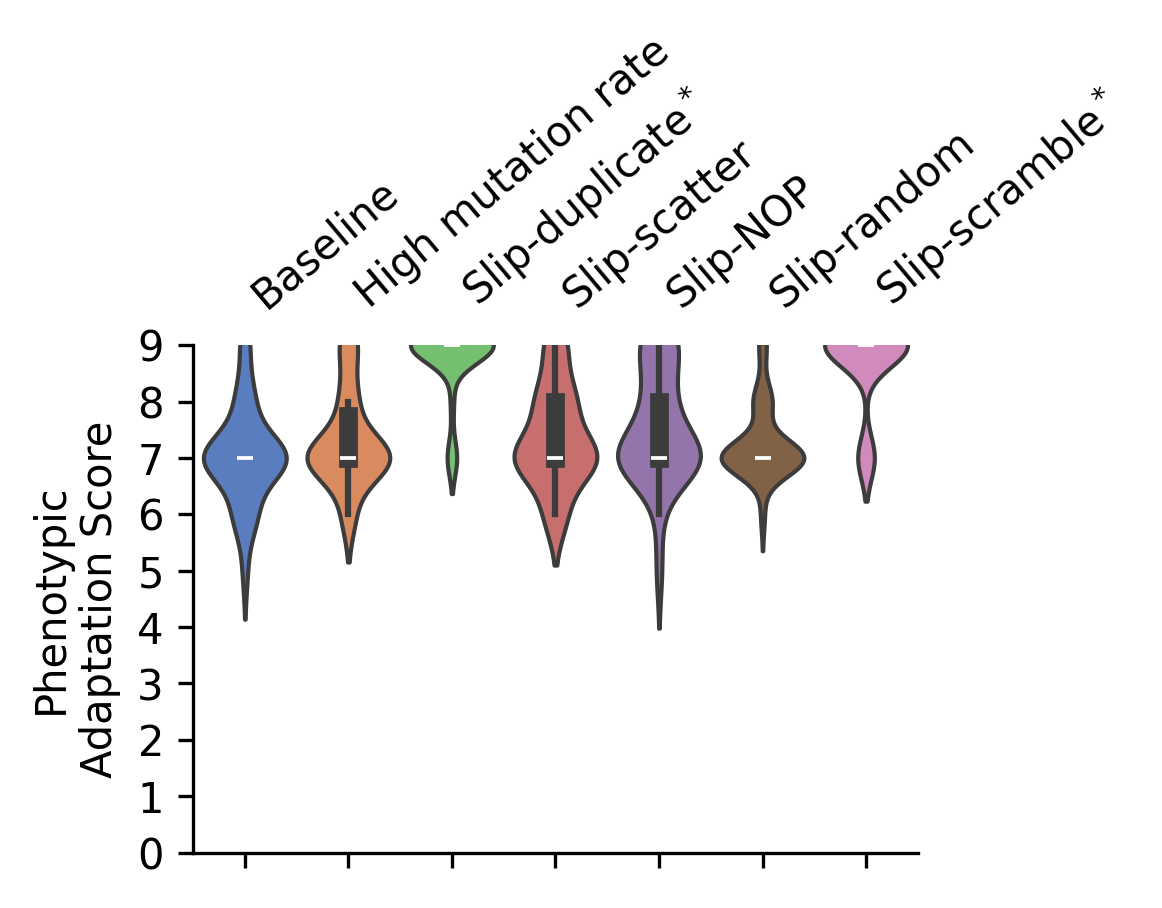 Baseline
High mutation rate
Slip-duplicate*
Slip-scatter
Slip-NOP
Slip-random
Slip-scramble*
Phenotypic
Adaptation Score
9
8
7
6
5
4
3
2
1
0